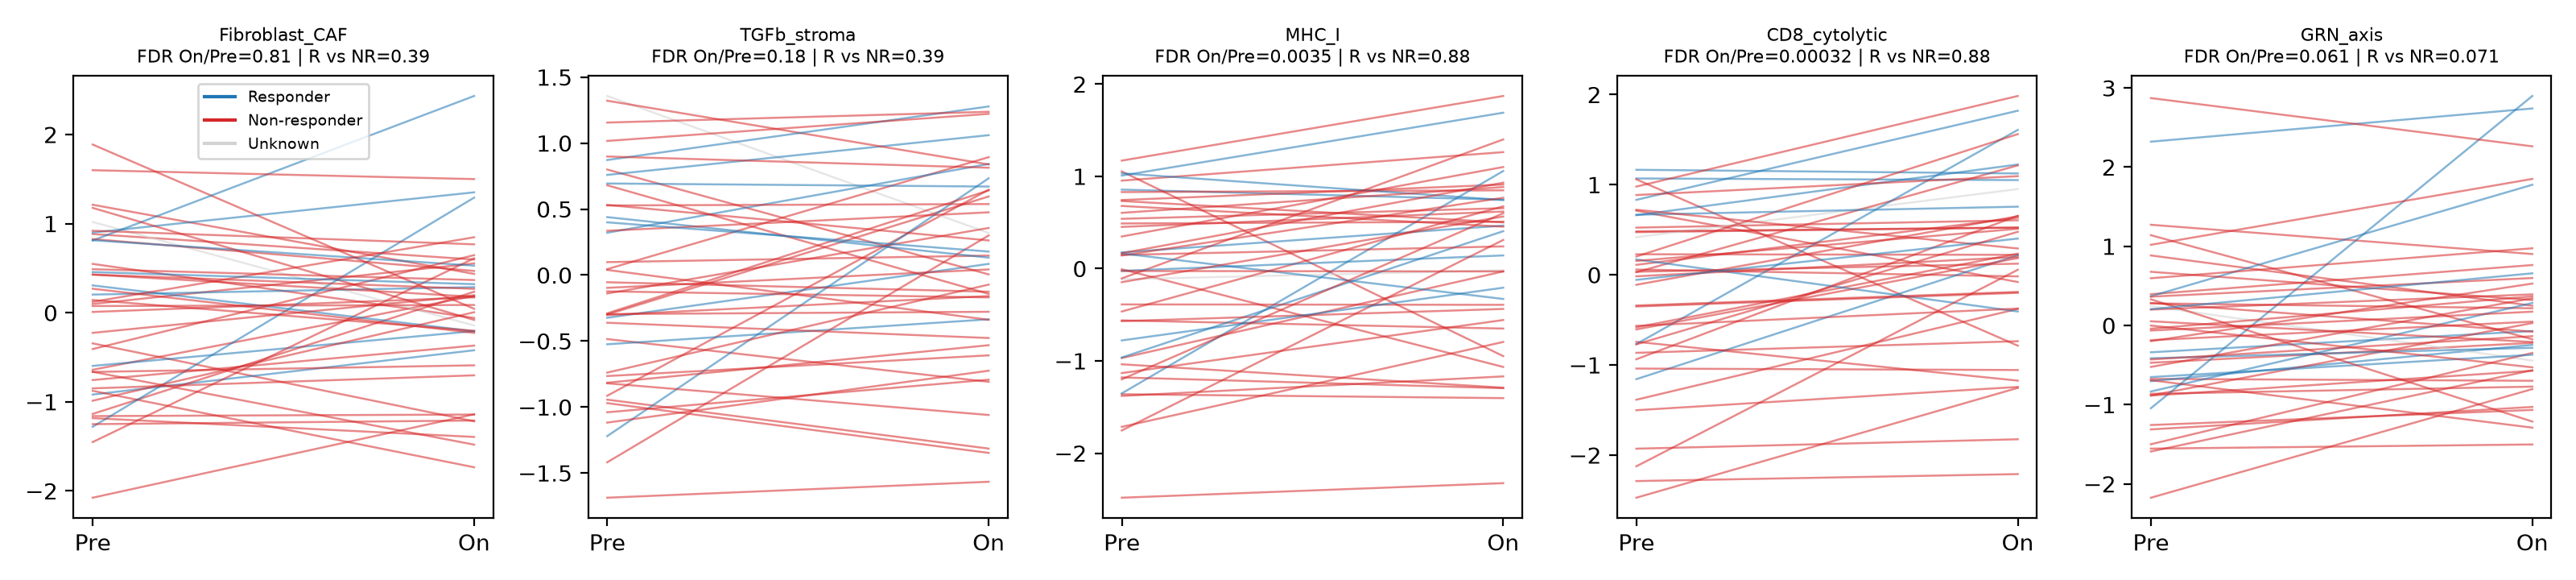 Fibroblast_CAF
FDR On/Pre=0.81 | R vs NR=0.39
Responder
Non-responder
Unknown
2
1
0
−1
−2
Pre
On
TGFb_stroma
FDR On/Pre=0.18 | R vs NR=0.39
1.5
1.0
0.5
0.0
−0.5
−1.0
−1.5
Pre
On
MHC_I
FDR On/Pre=0.0035 | R vs NR=0.88
2
1
0
−1
−2
Pre
On
CD8_cytolytic
FDR On/Pre=0.00032 | R vs NR=0.88
2
1
0
−1
−2
Pre
On
GRN_axis
FDR On/Pre=0.061 | R vs NR=0.071
3
2
1
0
−1
−2
Pre
On